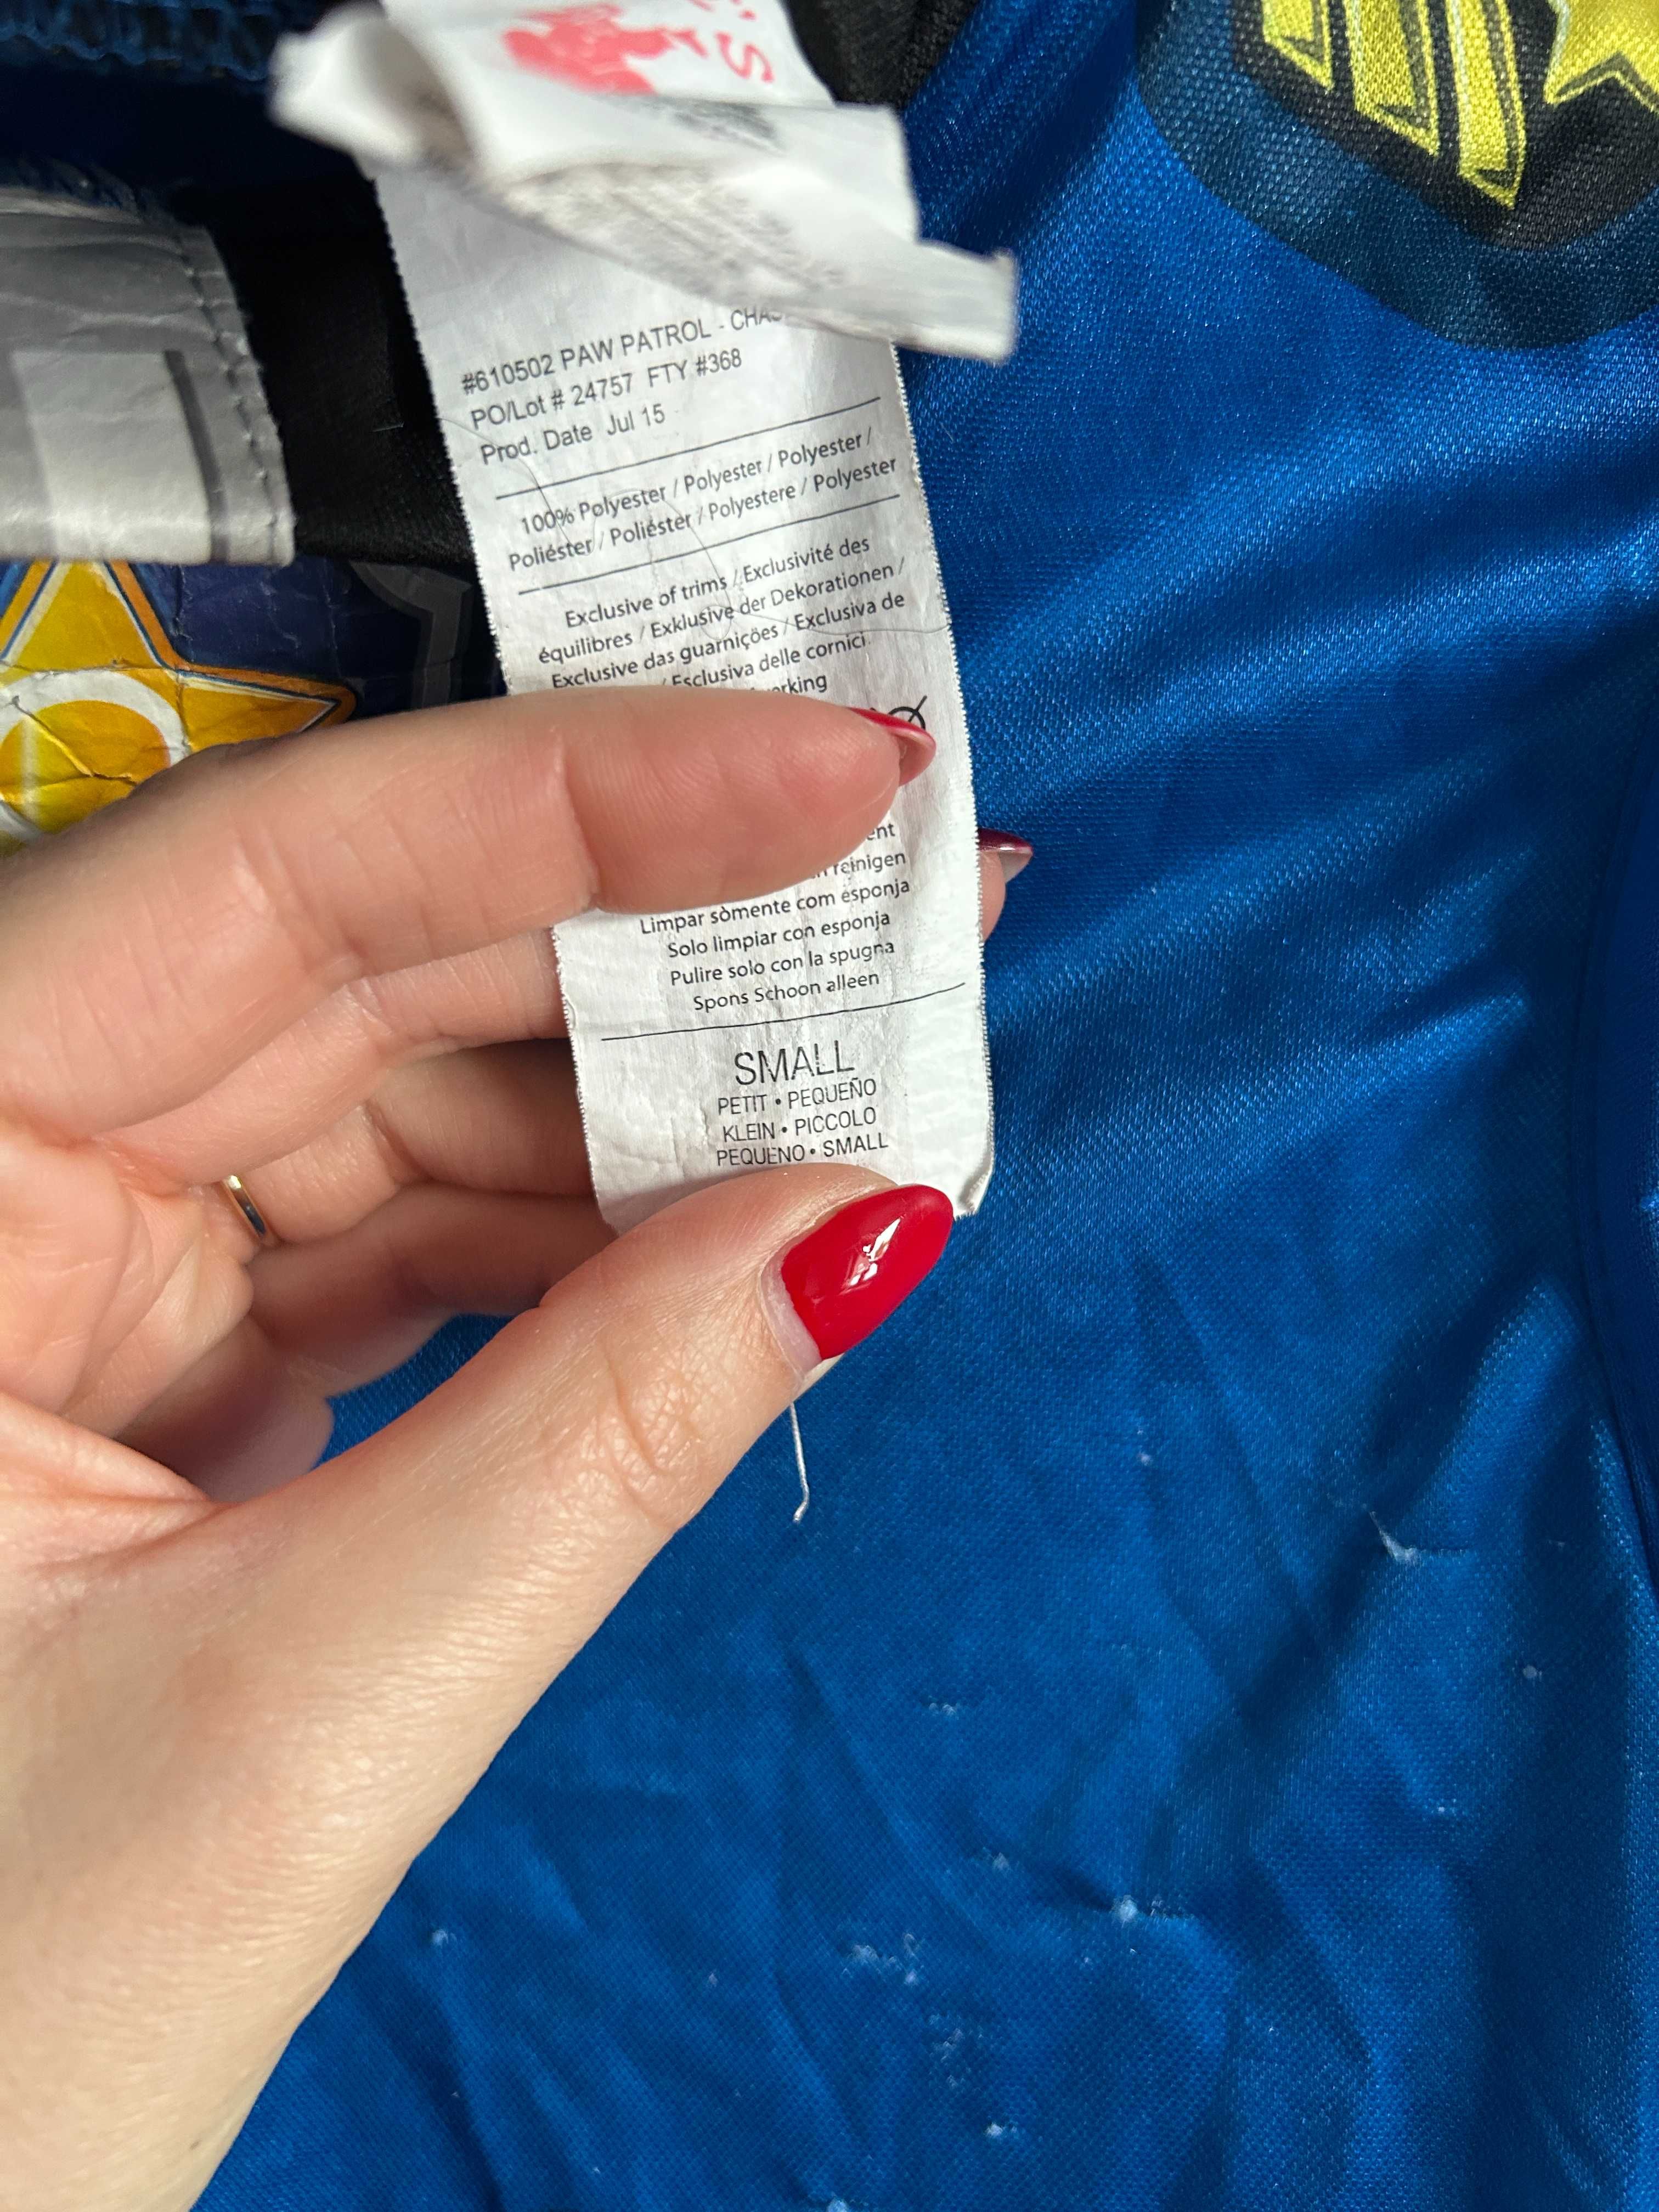 'S
#610502 PAW PATROL - CHAS
PO/Lot # 24757 FTY #368
Prod. Date Jul 15
100% Polyester / Polyester / Polyester /
Poliéster / Poliéster / Polyestere / Polyester
Exclusive of trims / Exclusivité des
équilibres / Exklusive der Dekorationen /
Exclusive das guarnições / Exclusiva de
/ Esclusiva delle cornici.
reinigen
Limpar sòmente com esponja
Solo limpiar con esponja
Pulire solo con la spugna
Spons Schoon alleen
SMALL
PETIT • PEQUEÑO
KLEIN • PICCOLO
PEQUENO • SMALL